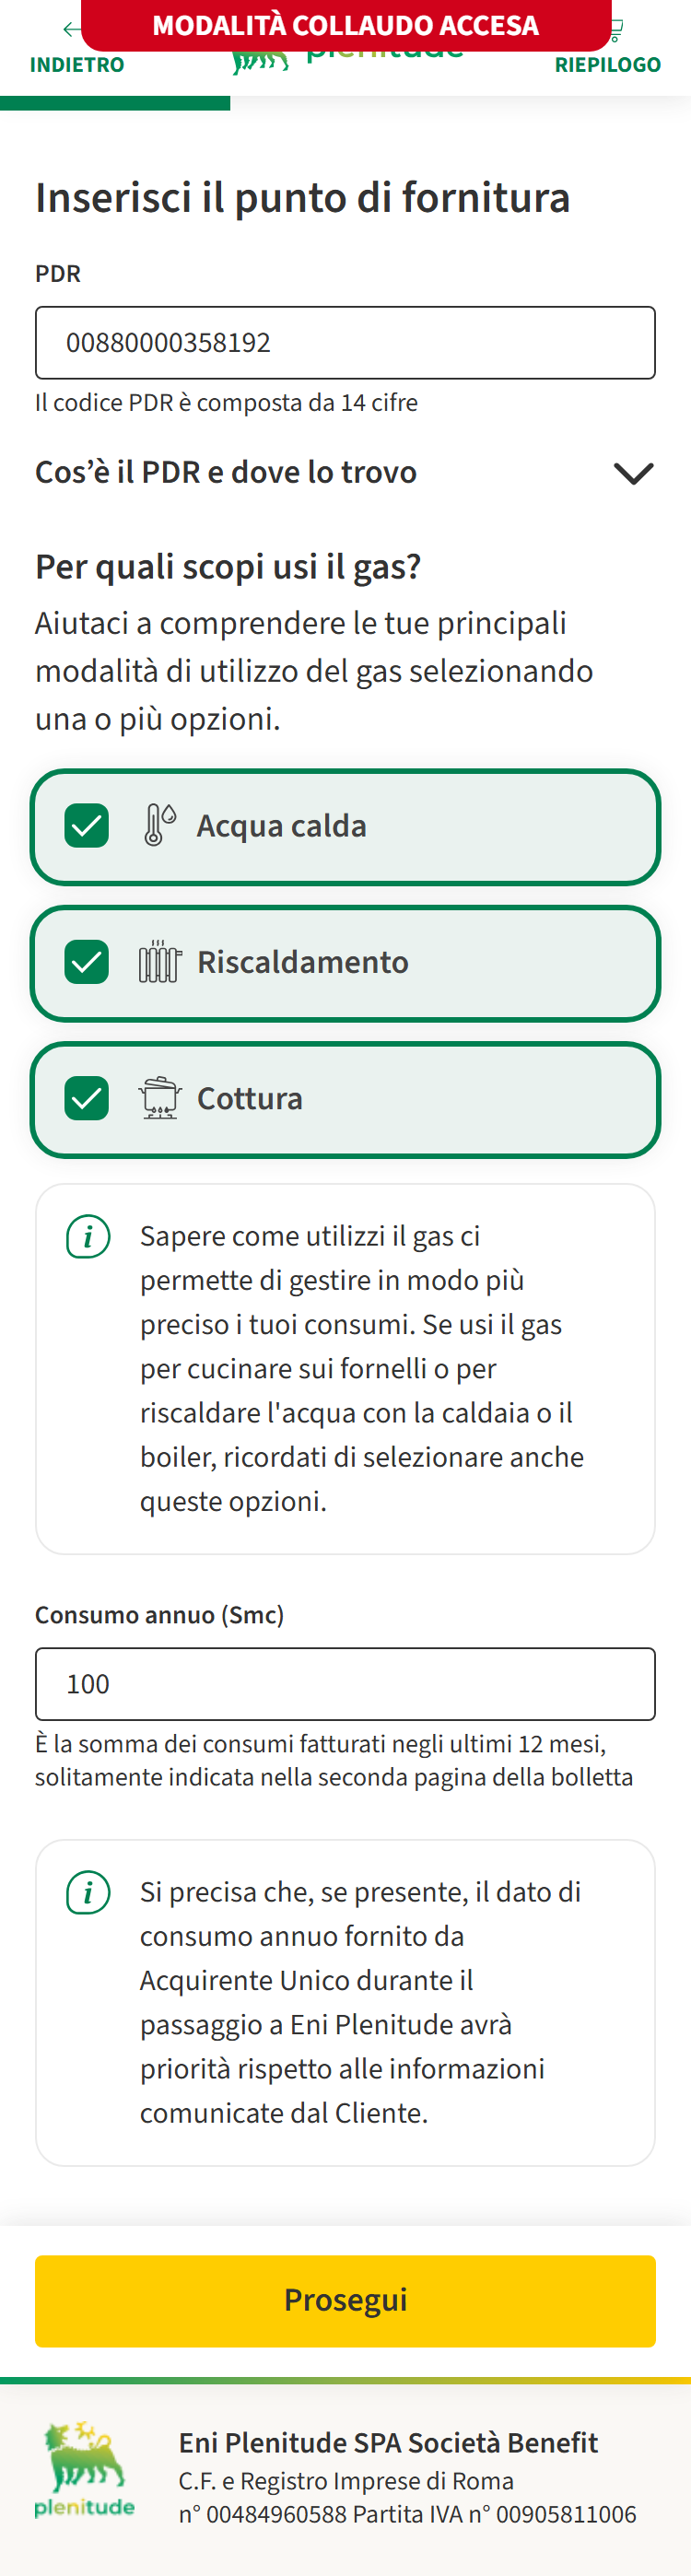 MODALITÀ COLLAUDO ACCESA
INDIETRO
plenitude
RIEPILOGO
Inserisci il punto di fornitura
PDR
00880000358192
Il codice PDR è composta da 14 cifre
Cos’è il PDR e dove lo trovo
Per quali scopi usi il gas?
Aiutaci a comprendere le tue principali
modalità di utilizzo del gas selezionando
una o più opzioni.
Acqua calda
Riscaldamento
Cottura
Sapere come utilizzi il gas ci
permette di gestire in modo più
preciso i tuoi consumi. Se usi il gas
per cucinare sui fornelli o per
riscaldare l'acqua con la caldaia o il
boiler, ricordati di selezionare anche
queste opzioni.
Consumo annuo (Smc)
100
È la somma dei consumi fatturati negli ultimi 12 mesi,
solitamente indicata nella seconda pagina della bolletta
Si precisa che, se presente, il dato di
consumo annuo fornito da
Acquirente Unico durante il
passaggio a Eni Plenitude avrà
priorità rispetto alle informazioni
comunicate dal Cliente.
Prosegui
plenitude
Eni Plenitude SPA Società Benefit
C.F. e Registro Imprese di Roma
n° 00484960588 Partita IVA n° 00905811006